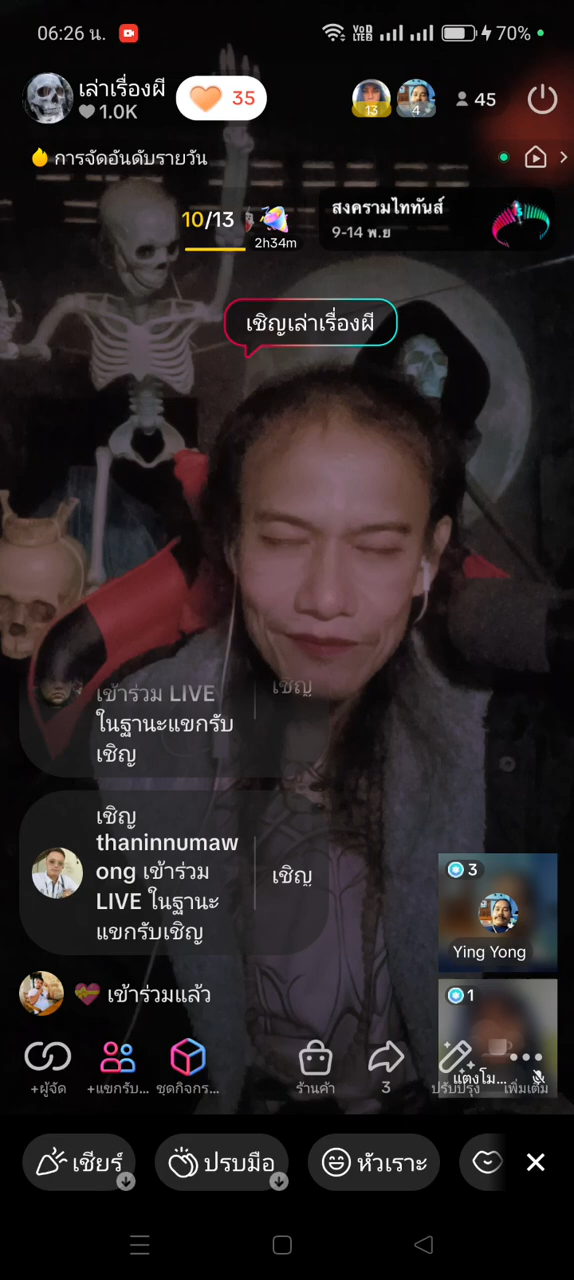 06:26 น.
VoD LTE2
70%
เล่าเรื่องผี
1.0K
35
13
4
45
การจัดอันดับรายวัน
10/13
2h34m
สงครามไททันส์
9-14 พ.ย
เชิญเล่าเรื่องผี
เข้าร่วม LIVE
ในฐานะแขกรับ
เชิญ
เชิญ
เชิญ
thaninnumaw
ong เข้าร่วม
LIVE ในฐานะ
แขกรับเชิญ
เชิญ
3
Ying Yong
เข้าร่วมแล้ว
1
แตงโม...
+ผู้จัด
+แขกรับ...
ชุดกิจกร...
ร้านค้า
3
ปรับปรุง
เพิ่มเติม
เชียร์
ปรบมือ
หัวเราะ